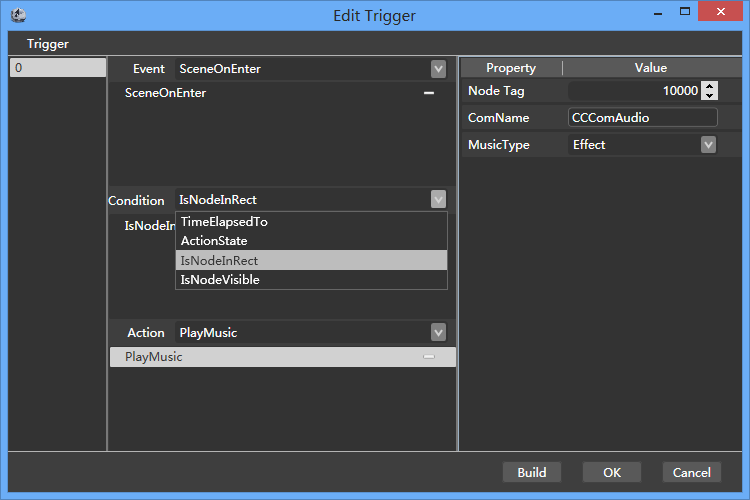 Edit Trigger
Trigger
0
Event SceneOnEnter
SceneOnEnter
Condition IsNodeInRect
IsNodeIn
TimeElapsedTo
ActionState
IsNodeInRect
IsNodeVisible
Action PlayMusic
PlayMusic
Property Value
Node Tag 10000
ComName CCComAudio
MusicType Effect
Build OK Cancel